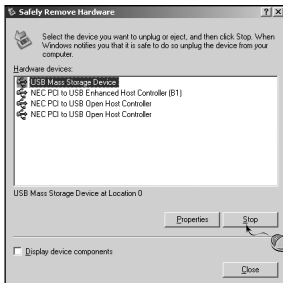 Safely Remove Hardware
Select the device you want to unplug or eject, and then click Stop. When
Windows notifies you that it is safe to do so unplug the device from your
computer.
Hardware devices:
USB Mass Storage Device
NEC PCI to USB Enhanced Host Controller (B1)
NEC PCI to USB Open Host Controller
NEC PCI to USB Open Host Controller
USB Mass Storage Device at Location 0
Properties
Stop
Display device components
Close